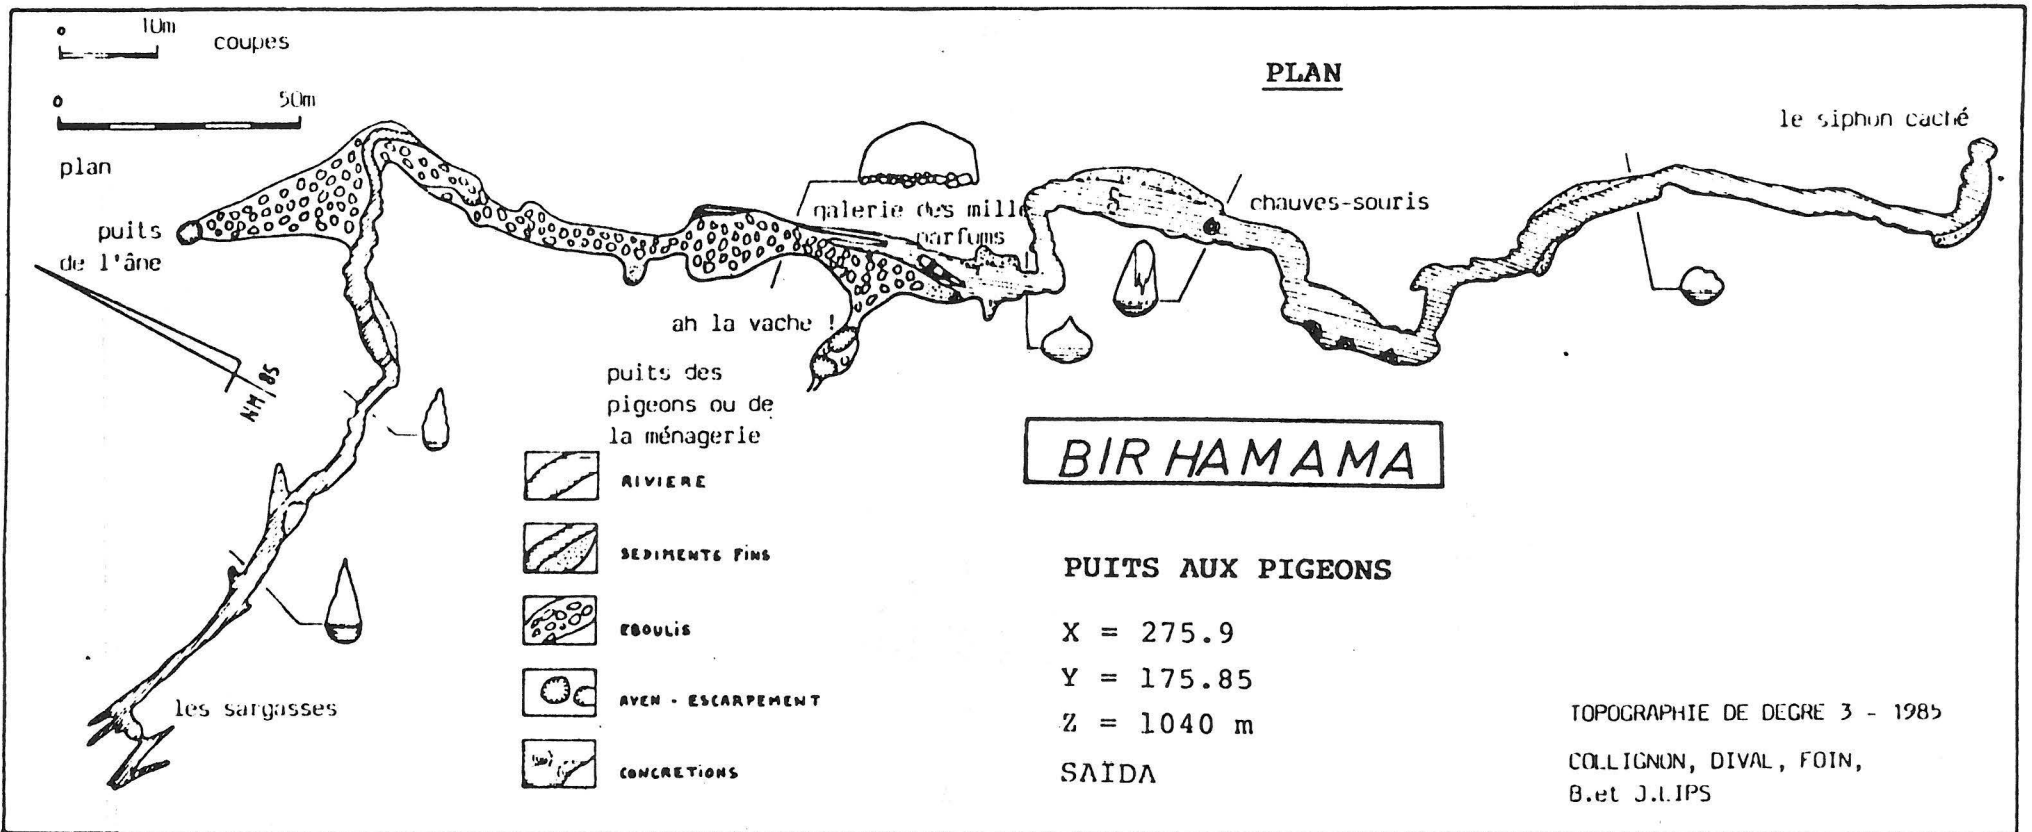 0 10m
coupes
0 50m
plan
PLAN
le siphon caché
puits
de l'âne
galerie des mille
parfums
chauves-souris
ah la vache !
NM 85
puits des
pigeons ou de
la ménagerie
BIR HAMAMA
RIVIERE
SEDIMENTS FINS
EBOULIS
AVEN - ESCARPEMENT
CONCRETIONS
les sargasses
PUITS AUX PIGEONS
X = 275.9
Y = 175.85
Z = 1040 m
SAÏDA
TOPOGRAPHIE DE DEGRE 3 - 1985
COLLIGNON, DIVAL, FOIN,
B.et J.LIPS